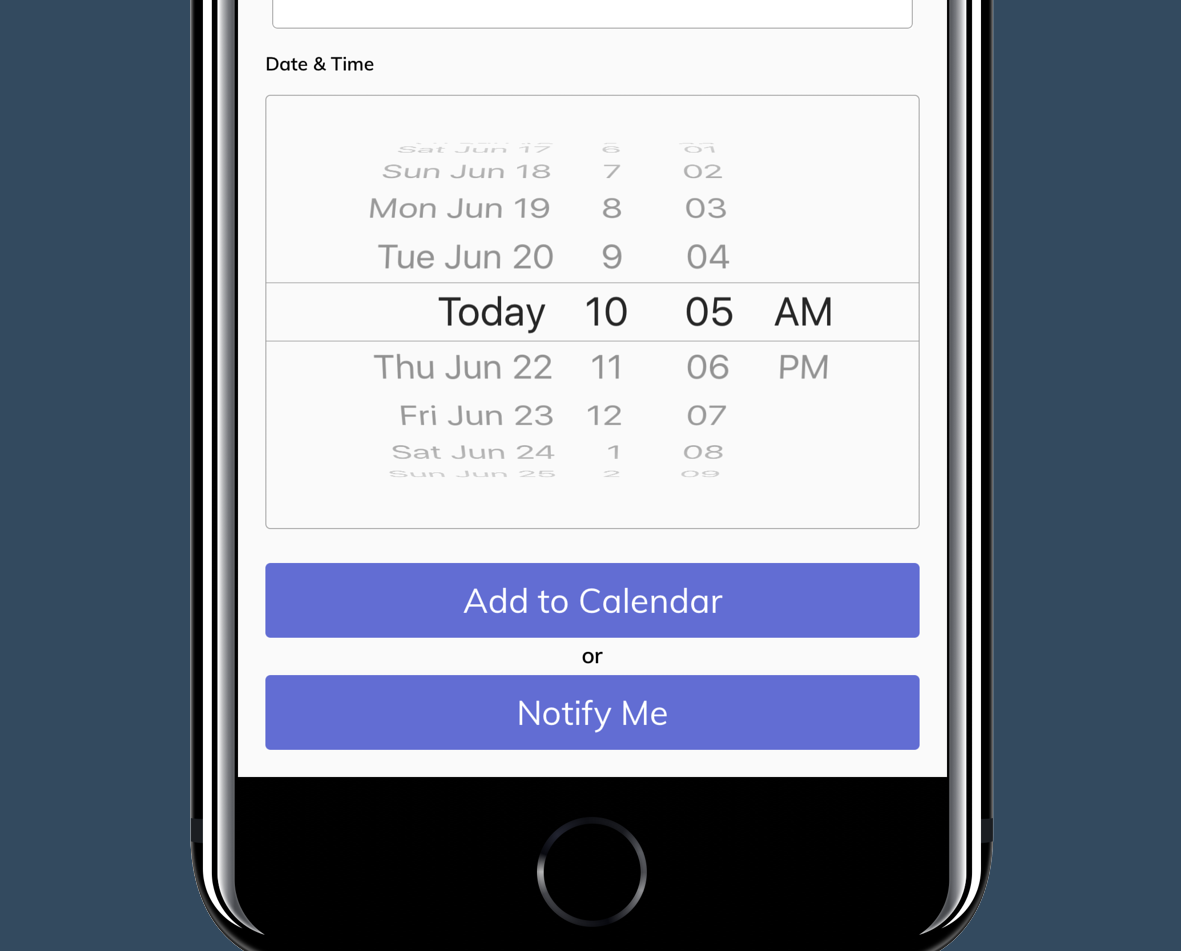 Date & Time
Sat Jun 17 6 01
Sun Jun 18 7 02
Mon Jun 19 8 03
Tue Jun 20 9 04
Today 10 05 AM
Thu Jun 22 11 06 PM
Fri Jun 23 12 07
Sat Jun 24 1 08
Sun Jun 25 2 09
Add to Calendar
or
Notify Me